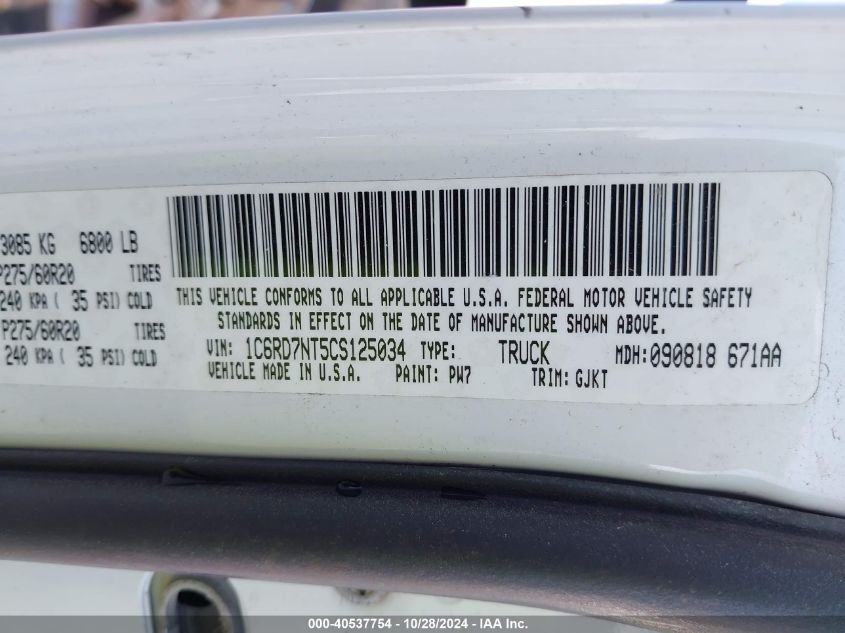 3085 KG 6800 LB
P275/60R20 TIRES
240 KPA ( 35 PSI) COLD
P275/60R20 TIRES
240 KPA ( 35 PSI) COLD
THIS VEHICLE CONFORMS TO ALL APPLICABLE U.S.A. FEDERAL MOTOR VEHICLE SAFETY
STANDARDS IN EFFECT ON THE DATE OF MANUFACTURE SHOWN ABOVE.
VIN: 1C6RD7NT5CS125034 TYPE: TRUCK MDH:090818 671AA
VEHICLE MADE IN U.S.A. PAINT: PW7 TRIM: GJKT
000-40537754 - 10/28/2024 - IAA Inc.